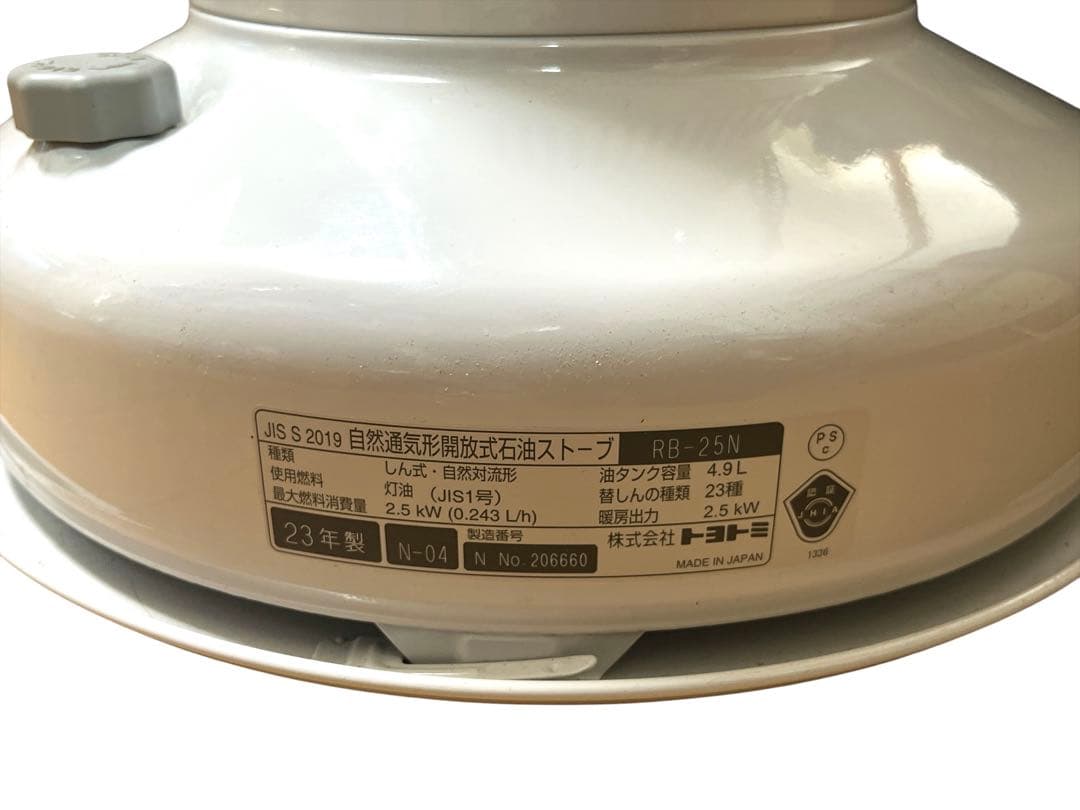 JIS S 2019 自然通気形開放式石油ストーブ RB-25N
種類 しん式・自然対流形
使用燃料 灯油 (JIS1号)
最大燃料消費量 2.5 kW (0.243 L/h)
油タンク容量 4.9 L
替しんの種類 23種
暖房出力 2.5 kW
23年製 N-04
製造番号
N No. 206660
株式会社 トヨトミ
MADE IN JAPAN
PS
C
認証
JHIA
1336